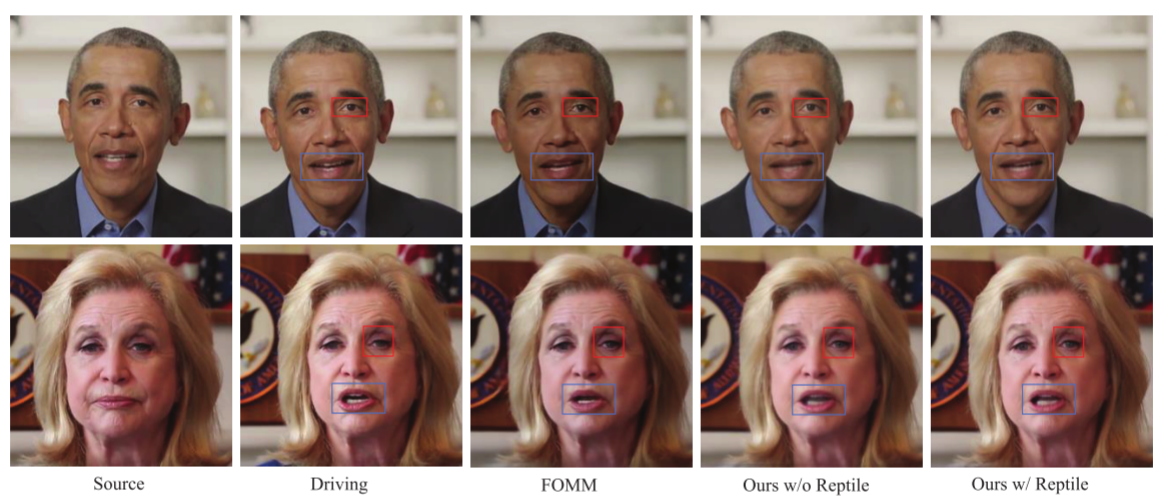 Source
Driving
FOMM
Ours w/o Reptile
Ours w/ Reptile